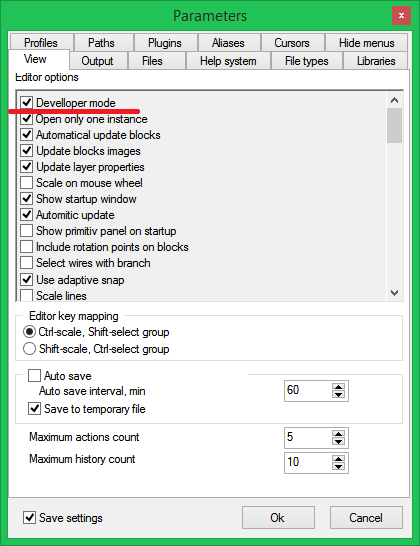 Parameters
Profiles Paths Plugins Aliases Cursors Hide menus
View Output Files Help system File types Libraries
Editor options
Develloper mode
Open only one instance
Automatical update blocks
Update blocks images
Update layer properties
Scale on mouse wheel
Show startup window
Automitic update
Show primitiv panel on startup
Include rotation points on blocks
Select wires with branch
Use adaptive snap
Scale lines
Editor key mapping
Ctrl-scale, Shift-select group
Shift-scale, Ctrl-select group
Auto save
Auto save interval, min 60
Save to temporary file
Maximum actions count 5
Maximum history count 10
Save settings Ok Cancel